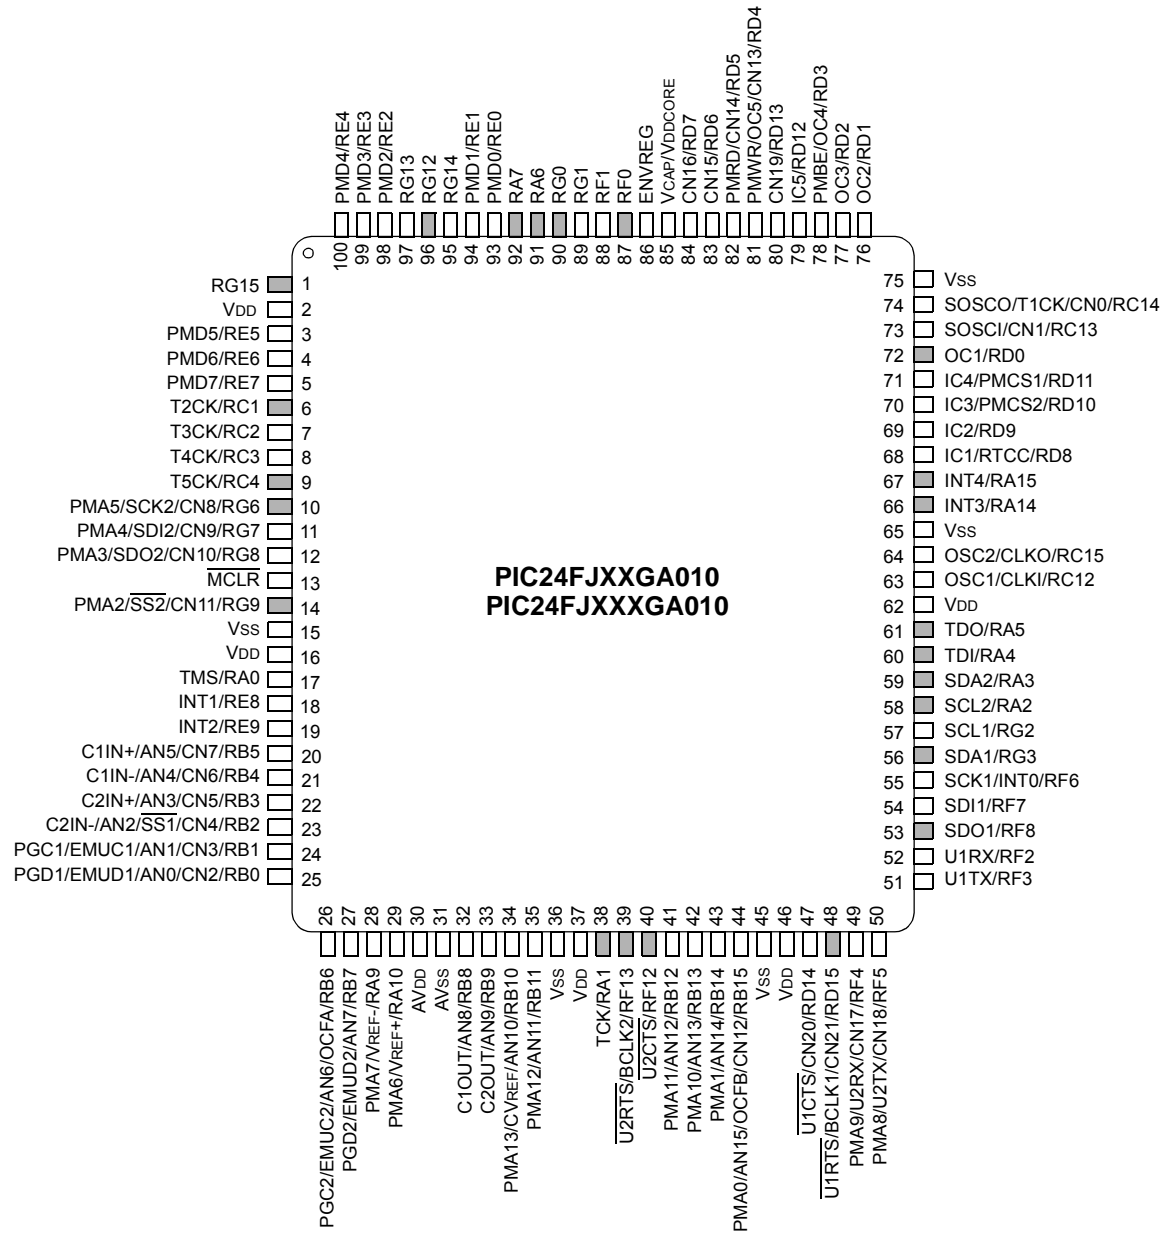 PMD4/RE4
PMD3/RE3
PMD2/RE2
RG13
RG12
RG14
PMD1/RE1
PMD0/RE0
RA7
RA6
RG0
RG1
RF1
RF0
ENVREG
VCAP/VDDCORE
CN16/RD7
CN15/RD6
PMRD/CN14/RD5
PMWR/OC5/CN13/RD4
CN19/RD13
IC5/RD12
PMBE/OC4/RD3
OC3/RD2
OC2/RD1
100
99
98
97
96
95
94
93
92
91
90
89
88
87
86
85
84
83
82
81
80
79
78
77
76
RG15 1
VDD 2
PMD5/RE5 3
PMD6/RE6 4
PMD7/RE7 5
T2CK/RC1 6
T3CK/RC2 7
T4CK/RC3 8
T5CK/RC4 9
PMA5/SCK2/CN8/RG6 10
PMA4/SDI2/CN9/RG7 11
PMA3/SDO2/CN10/RG8 12
MCLR 13
PMA2/SS2/CN11/RG9 14
VSS 15
VDD 16
TMS/RA0 17
INT1/RE8 18
INT2/RE9 19
C1IN+/AN5/CN7/RB5 20
C1IN-/AN4/CN6/RB4 21
C2IN+/AN3/CN5/RB3 22
C2IN-/AN2/SS1/CN4/RB2 23
PGC1/EMUC1/AN1/CN3/RB1 24
PGD1/EMUD1/AN0/CN2/RB0 25
PIC24FJXXGA010
PIC24FJXXXGA010
75 VSS
74 SOSCO/T1CK/CN0/RC14
73 SOSCI/CN1/RC13
72 OC1/RD0
71 IC4/PMCS1/RD11
70 IC3/PMCS2/RD10
69 IC2/RD9
68 IC1/RTCC/RD8
67 INT4/RA15
66 INT3/RA14
65 VSS
64 OSC2/CLKO/RC15
63 OSC1/CLKI/RC12
62 VDD
61 TDO/RA5
60 TDI/RA4
59 SDA2/RA3
58 SCL2/RA2
57 SCL1/RG2
56 SDA1/RG3
55 SCK1/INT0/RF6
54 SDI1/RF7
53 SDO1/RF8
52 U1RX/RF2
51 U1TX/RF3
26
27
28
29
30
31
32
33
34
35
36
37
38
39
40
41
42
43
44
45
46
47
48
49
50
PGC2/EMUC2/AN6/OCFA/RB6
PGD2/EMUD2/AN7/RB7
PMA7/VREF-/RA9
PMA6/VREF+/RA10
AVDD
AVSS
C1OUT/AN8/RB8
C2OUT/AN9/RB9
PMA13/CVREF/AN10/RB10
PMA12/AN11/RB11
VSS
VDD
TCK/RA1
U2RTS/BCLK2/RF13
U2CTS/RF12
PMA11/AN12/RB12
PMA10/AN13/RB13
PMA1/AN14/RB14
PMA0/AN15/OCFB/CN12/RB15
VSS
VDD
U1CTS/CN20/RD14
U1RTS/BCLK1/CN21/RD15
PMA9/U2RX/CN17/RF4
PMA8/U2TX/CN18/RF5